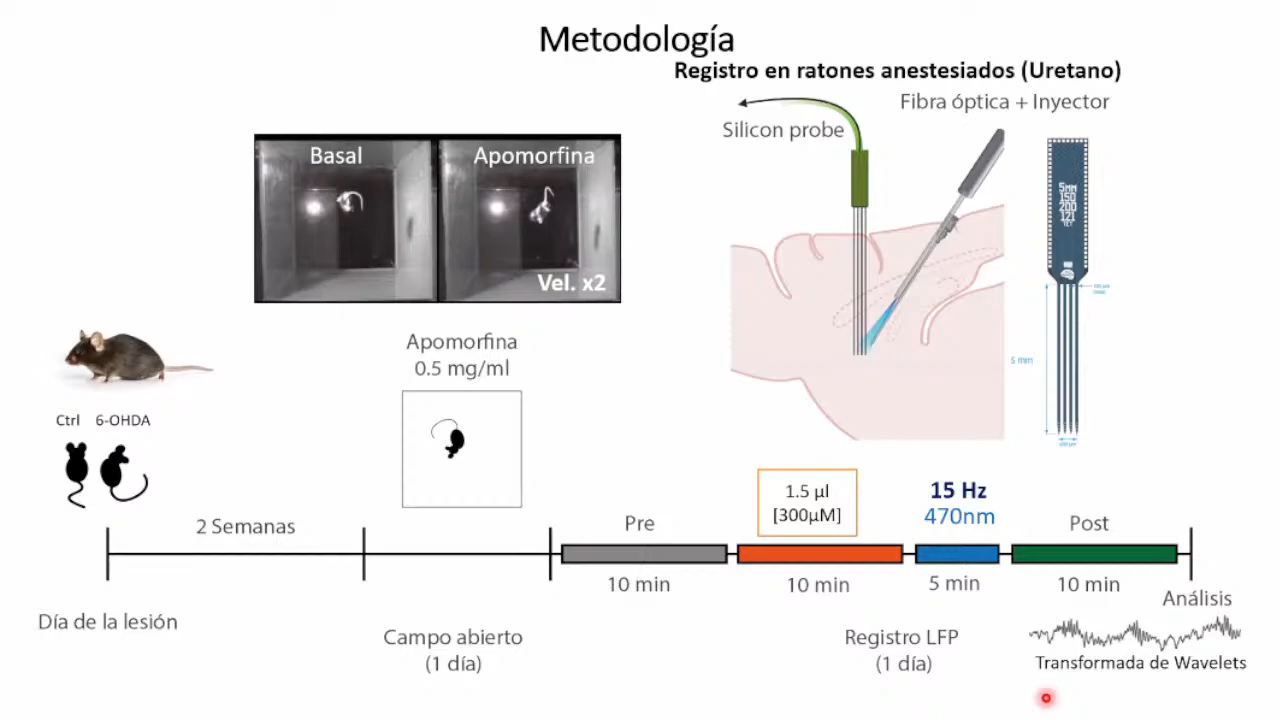 Metodología
Registro en ratones anestesiados (Uretano)
Fibra óptica + Inyector
Silicon probe
Basal
Apomorfina
Vel. x2
5 mm
Apomorfina
0.5 mg/ml
Ctrl 6-OHDA
2 Semanas
Pre
1.5 µl
[300µM]
15 Hz
470nm
Post
10 min
10 min
5 min
10 min
Día de la lesión
Campo abierto
(1 día)
Registro LFP
(1 día)
Análisis
Transformada de Wavelets